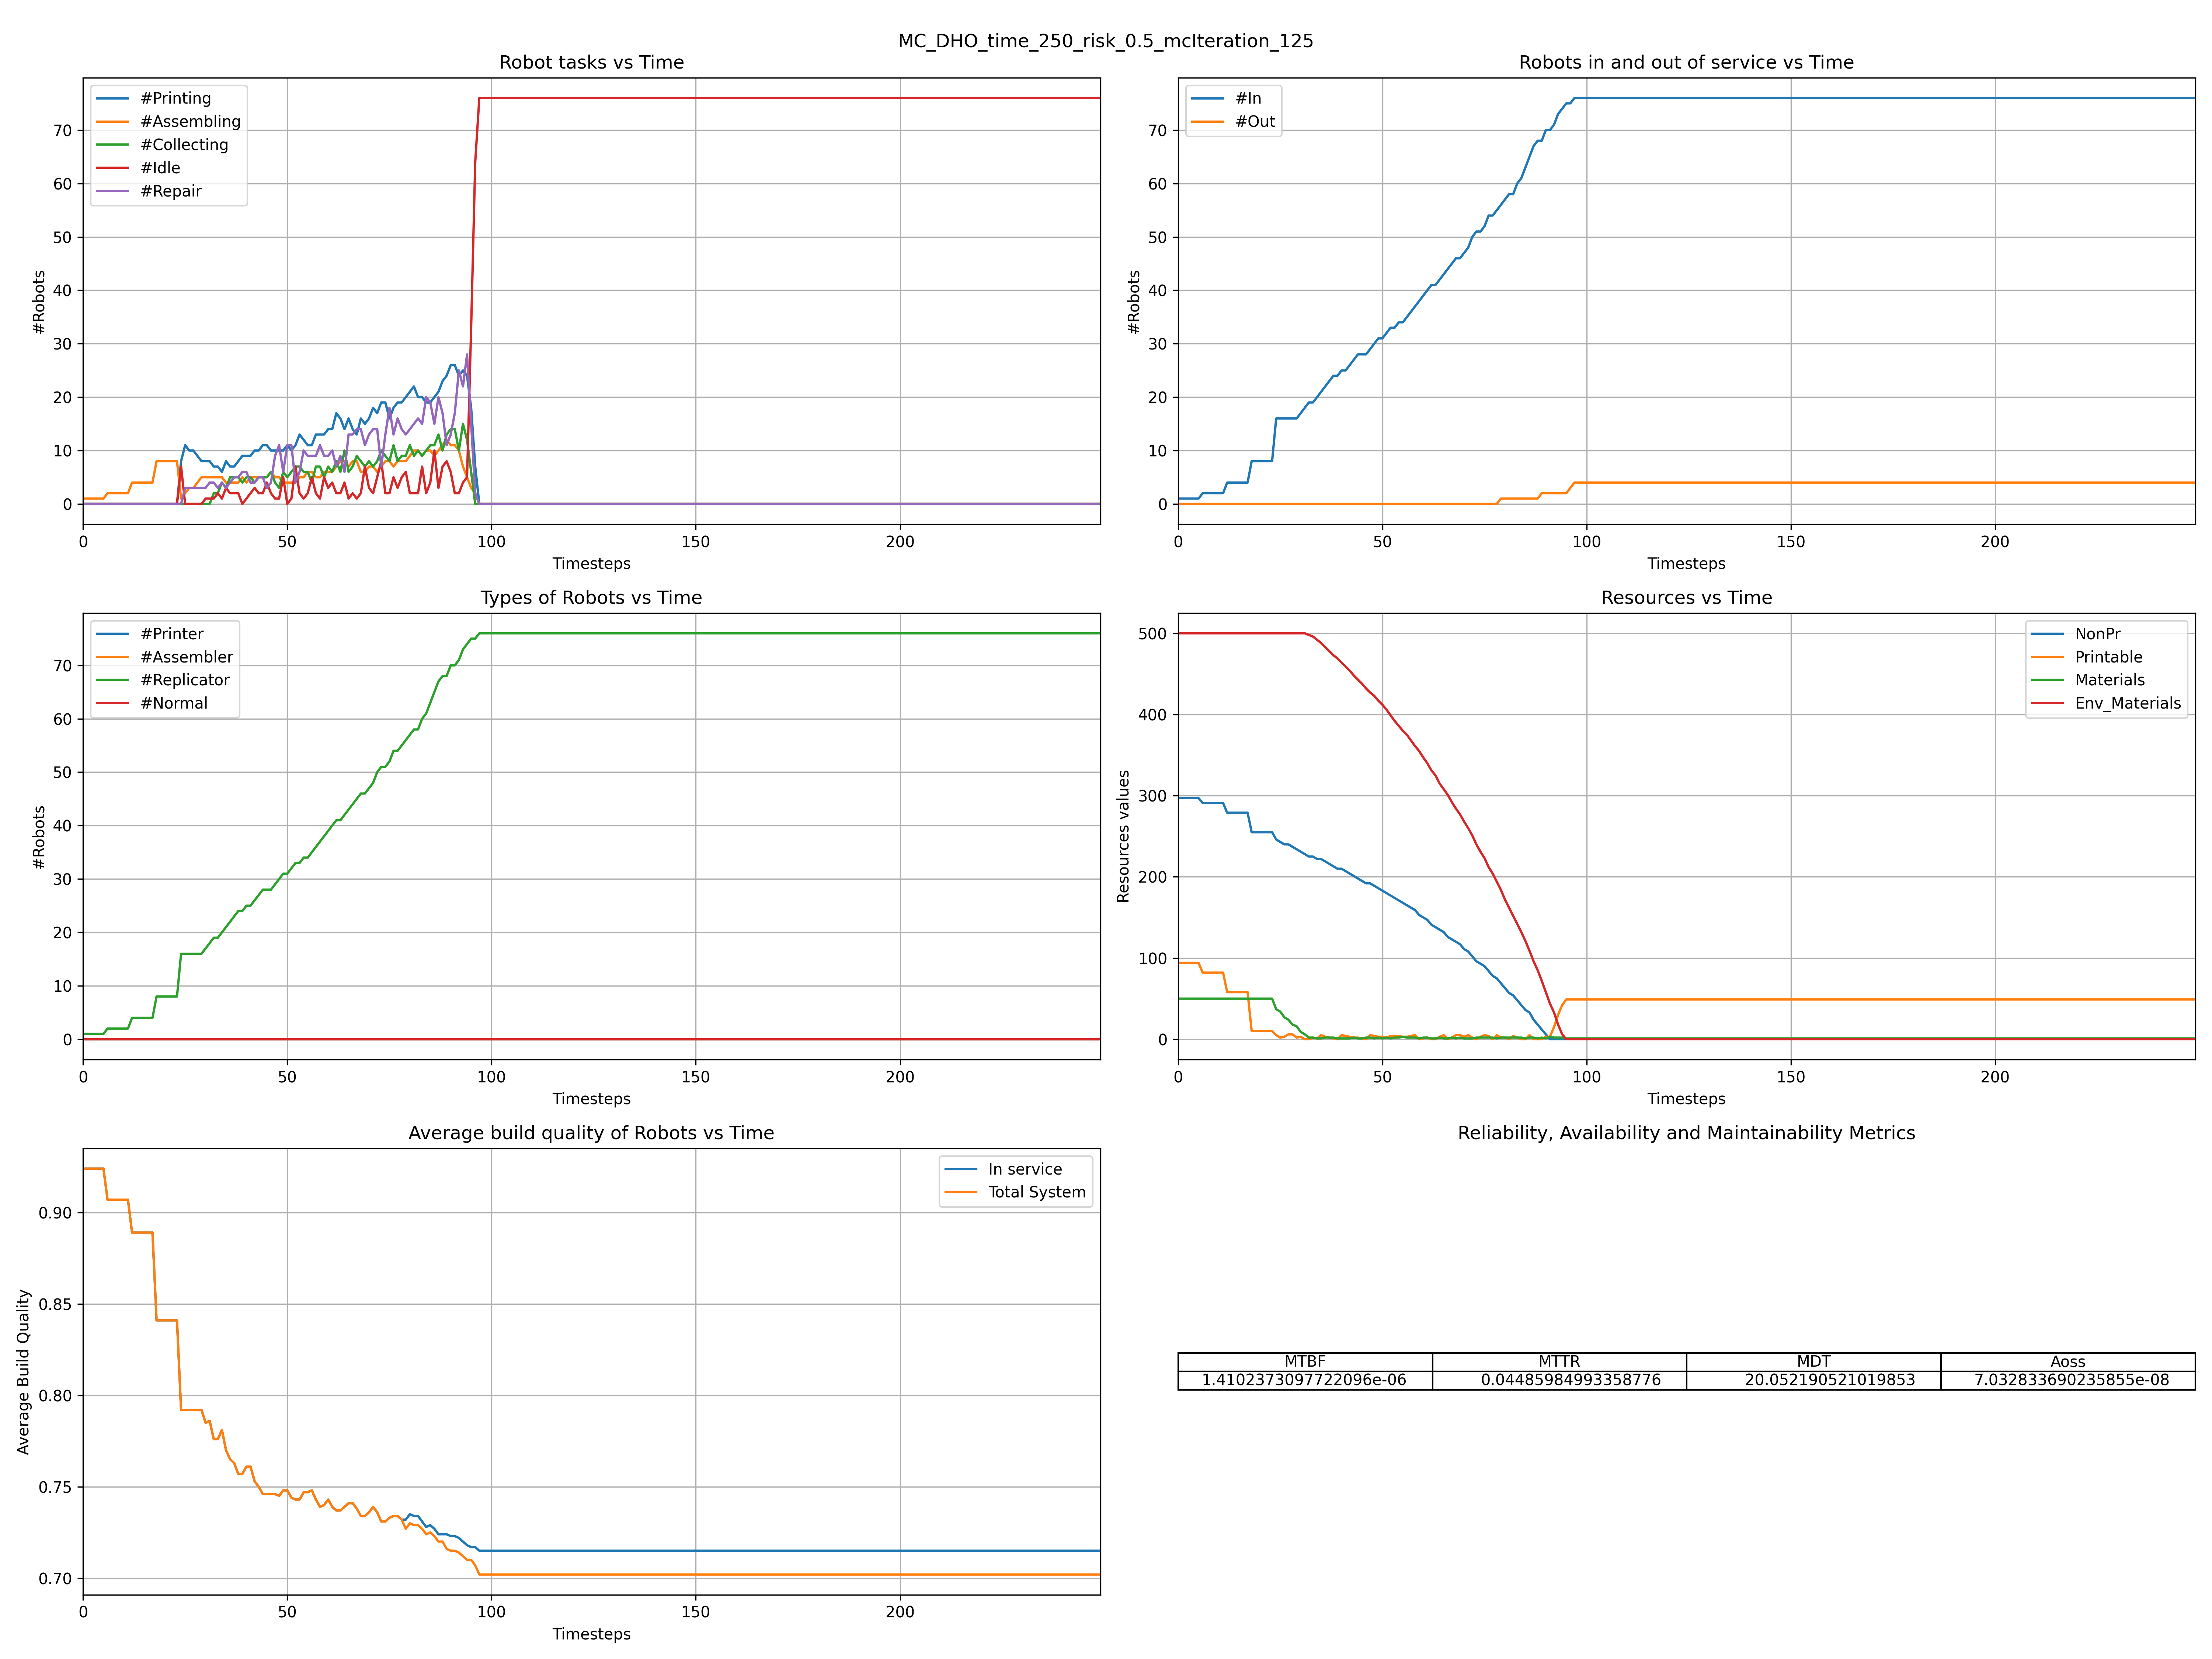 MC_DHO_time_250_risk_0.5_mcIteration_125
Robot tasks vs Time
#Printing
#Assembling
#Collecting
#Idle
#Repair
#Robots
70
60
50
40
30
20
10
0
0 50 100 150 200
Timesteps
Robots in and out of service vs Time
#In
#Out
#Robots
70
60
50
40
30
20
10
0
0 50 100 150 200
Timesteps
Types of Robots vs Time
#Printer
#Assembler
#Replicator
#Normal
#Robots
70
60
50
40
30
20
10
0
0 50 100 150 200
Timesteps
Resources vs Time
NonPr
Printable
Materials
Env_Materials
Resources values
500
400
300
200
100
0
0 50 100 150 200
Timesteps
Average build quality of Robots vs Time
In service
Total System
Average Build Quality
0.90
0.85
0.80
0.75
0.70
0 50 100 150 200
Timesteps
Reliability, Availability and Maintainability Metrics
MTBF MTTR MDT Aoss
1.4102373097722096e-06 0.04485984993358776 20.052190521019853 7.032833690235855e-08